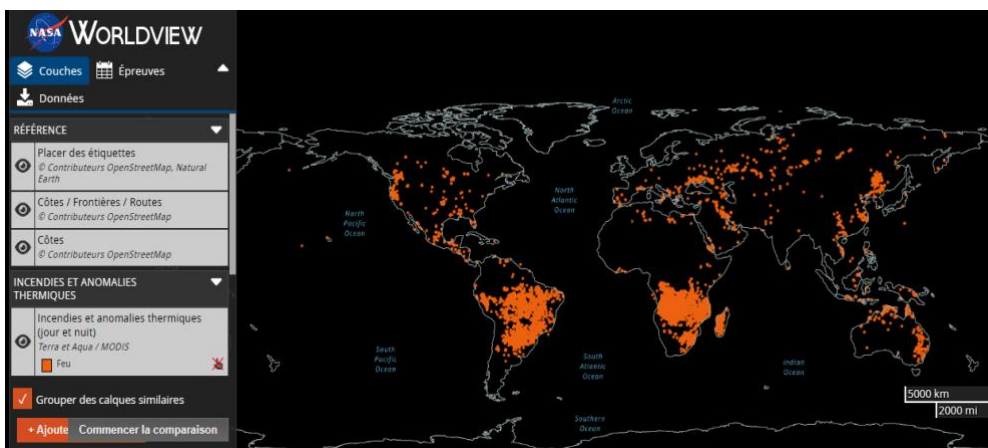 NASA WORLDVIEW
Couches Épreuves
Données
RÉFÉRENCE
Placer des étiquettes
© Contributeurs OpenStreetMap, Natural
Earth
Côtes / Frontières / Routes
© Contributeurs OpenStreetMap
Côtes
© Contributeurs OpenStreetMap
INCENDIES ET ANOMALIES
THERMIQUES
Incendies et anomalies thermiques
(jour et nuit)
Terra et Aqua / MODIS
Feu
Grouper des calques similaires
+ Ajoute Commencer la comparaison
Arctic
Ocean
North
Pacific
Ocean
North
Atlantic
Ocean
South
Pacific
Ocean
South
Atlantic
Ocean
Indian
Ocean
Southern
Ocean
5000 km
2000 mi